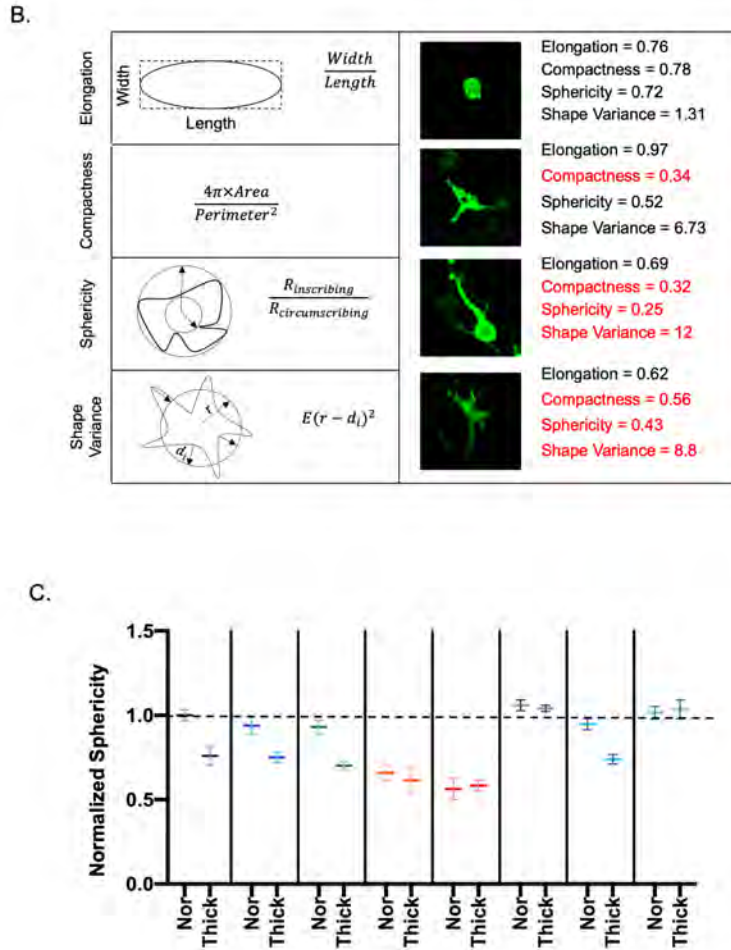 B.
Elongation
Width
Length
Width
Length
Elongation = 0.76
Compactness = 0.78
Sphericity = 0.72
Shape Variance = 1.31
Compactness
4π×Area
Perimeter²
Elongation = 0.97
Compactness = 0.34
Sphericity = 0.52
Shape Variance = 6.73
Sphericity
R_inscribing
R_circumscribing
Elongation = 0.69
Compactness = 0.32
Sphericity = 0.25
Shape Variance = 12
Shape
Variance
r
d_i
E(r − d_i)²
Elongation = 0.62
Compactness = 0.56
Sphericity = 0.43
Shape Variance = 8.8
C.
Normalized Sphericity
1.5
1.0
0.5
0.0
Nor
Thick
Nor
Thick
Nor
Thick
Nor
Thick
Nor
Thick
Nor
Thick
Nor
Thick
Nor
Thick